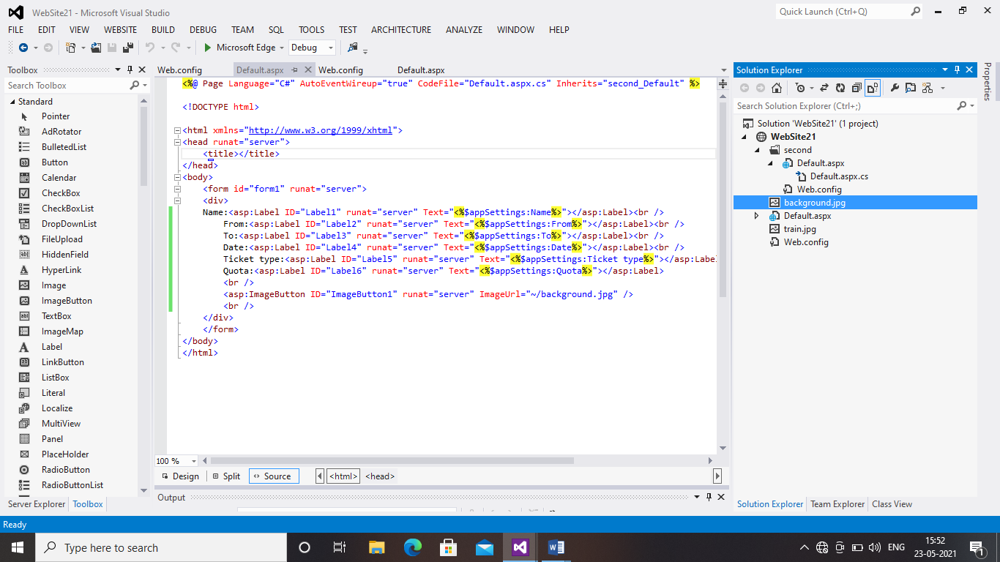 WebSite21 - Microsoft Visual Studio
Quick Launch (Ctrl+Q)
FILE EDIT VIEW WEBSITE BUILD DEBUG TEAM SQL TOOLS TEST ARCHITECTURE ANALYZE WINDOW HELP
Microsoft Edge Debug
Toolbox
Search Toolbox
Standard
Pointer
AdRotator
BulletedList
Button
Calendar
CheckBox
CheckBoxList
DropDownList
FileUpload
HiddenField
HyperLink
Image
ImageButton
TextBox
ImageMap
Label
LinkButton
ListBox
Literal
Localize
MultiView
Panel
PlaceHolder
RadioButton
RadioButtonList
Server Explorer Toolbox
Web.config Default.aspx Web.config Default.aspx
<%@ Page Language="C#" AutoEventWireup="true" CodeFile="Default.aspx.cs" Inherits="second_Default" %>
<!DOCTYPE html>
<html xmlns="http://www.w3.org/1999/xhtml">
<head runat="server">
<title></title>
</head>
<body>
<form id="form1" runat="server">
<div>
Name:<asp:Label ID="Label1" runat="server" Text="<%$appSettings:Name%>"></asp:Label><br />
From:<asp:Label ID="Label2" runat="server" Text="<%$appSettings:From%>"></asp:Label><br />
To:<asp:Label ID="Label3" runat="server" Text="<%$appSettings:To%>"></asp:Label><br />
Date:<asp:Label ID="Label4" runat="server" Text="<%$appSettings:Date%>"></asp:Label><br />
Ticket type:<asp:Label ID="Label5" runat="server" Text="<%$appSettings:Ticket type%>"></asp:Label
Quota:<asp:Label ID="Label6" runat="server" Text="<%$appSettings:Quota%>"></asp:Label>
<br />
<asp:ImageButton ID="ImageButton1" runat="server" ImageUrl="~/background.jpg" />
<br />
</div>
</form>
</body>
</html>
100 %
Design Split Source <html> <head>
Output
Solution Explorer
Search Solution Explorer (Ctrl+;)
Solution 'WebSite21' (1 project)
WebSite21
second
Default.aspx
Default.aspx.cs
Web.config
background.jpg
Default.aspx
train.jpg
Web.config
Solution Explorer Team Explorer Class View
Properties
Ready
Type here to search
ENG
15:52
23-05-2021
1